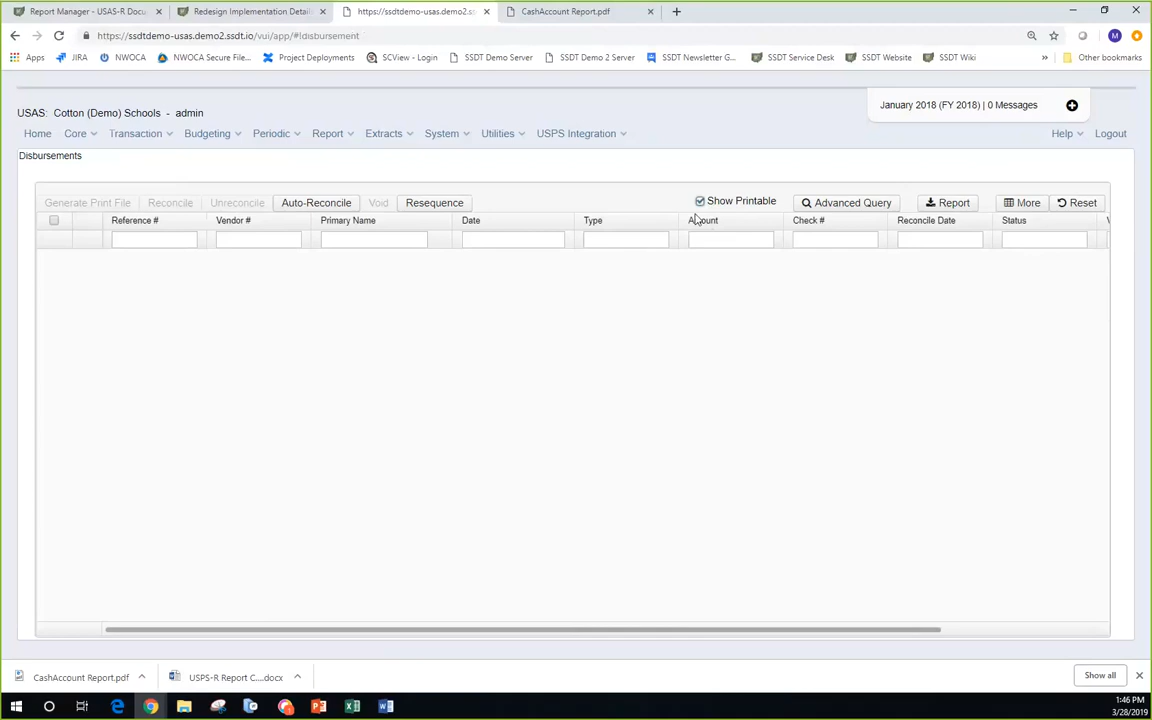 Report Manager - USAS-R Docu
Redesign Implementation Detail
https://ssdtdemo-usas.demo2.s
CashAccount Report.pdf
https://ssdtdemo-usas.demo2.ssdt.io/vui/app/#!disbursement
M
Apps
JIRA
NWOCA
NWOCA Secure File...
Project Deployments
SCView - Login
SSDT Demo Server
SSDT Demo 2 Server
SSDT Newsletter G...
SSDT Service Desk
SSDT Website
SSDT Wiki
»
Other bookmarks
USAS: Cotton (Demo) Schools - admin
January 2018 (FY 2018) | 0 Messages
Home Core Transaction Budgeting Periodic Report Extracts System Utilities USPS Integration
Help Logout
Disbursements
Generate Print File Reconcile Unreconcile Auto-Reconcile Void Resequence
Show Printable Advanced Query Report More Reset
Reference # Vendor # Primary Name Date Type Amount Check # Reconcile Date Status V
CashAccount Report.pdf
USPS-R Report C....docx
Show all
1:46 PM
3/28/2019